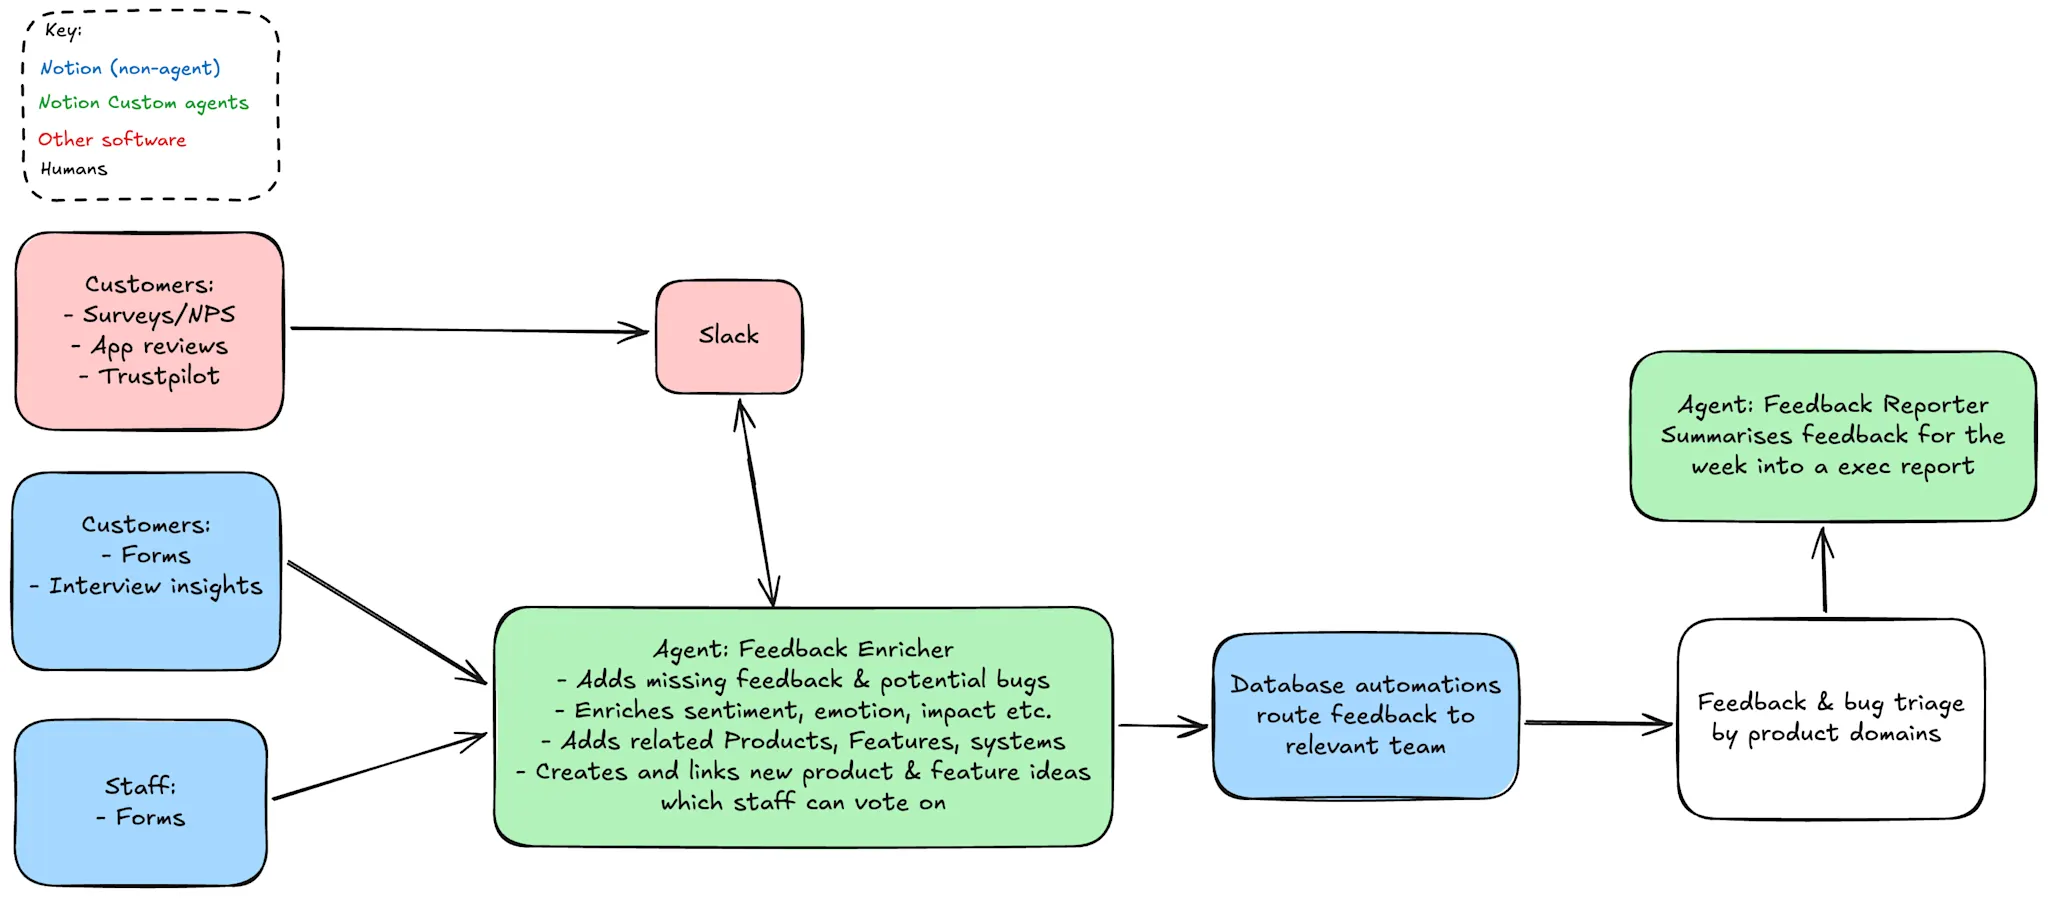 Key:
Notion (non-agent)
Notion Custom agents
Other software
Humans
Customers:
- Surveys/NPS
- App reviews
- Trustpilot
Slack
Customers:
- Forms
- Interview insights
Staff:
- Forms
Agent: Feedback Enricher
- Adds missing feedback & potential bugs
- Enriches sentiment, emotion, impact etc.
- Adds related Products, Features, systems
- Creates and links new product & feature ideas
which staff can vote on
Database automations
route feedback to
relevant team
Feedback & bug triage
by product domains
Agent: Feedback Reporter
Summarises feedback for the
week into a exec report